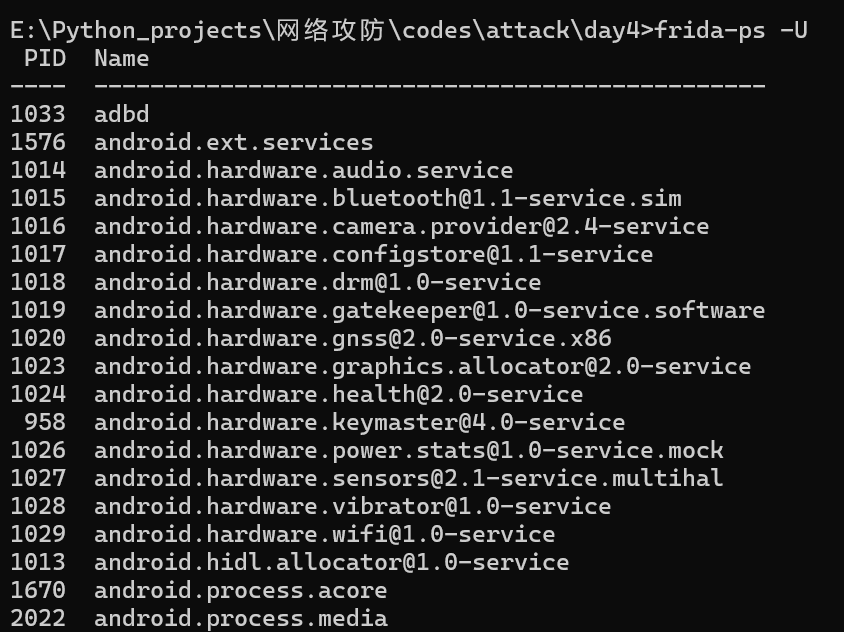 E:\Python_projects\网络攻防\codes\attack\day4>frida-ps -U
 PID  Name
----  ------------------------------------------------
1033  adbd
1576  android.ext.services
1014  android.hardware.audio.service
1015  android.hardware.bluetooth@1.1-service.sim
1016  android.hardware.camera.provider@2.4-service
1017  android.hardware.configstore@1.1-service
1018  android.hardware.drm@1.0-service
1019  android.hardware.gatekeeper@1.0-service.software
1020  android.hardware.gnss@2.0-service.x86
1023  android.hardware.graphics.allocator@2.0-service
1024  android.hardware.health@2.0-service
 958  android.hardware.keymaster@4.0-service
1026  android.hardware.power.stats@1.0-service.mock
1027  android.hardware.sensors@2.1-service.multihal
1028  android.hardware.vibrator@1.0-service
1029  android.hardware.wifi@1.0-service
1013  android.hidl.allocator@1.0-service
1670  android.process.acore
2022  android.process.media